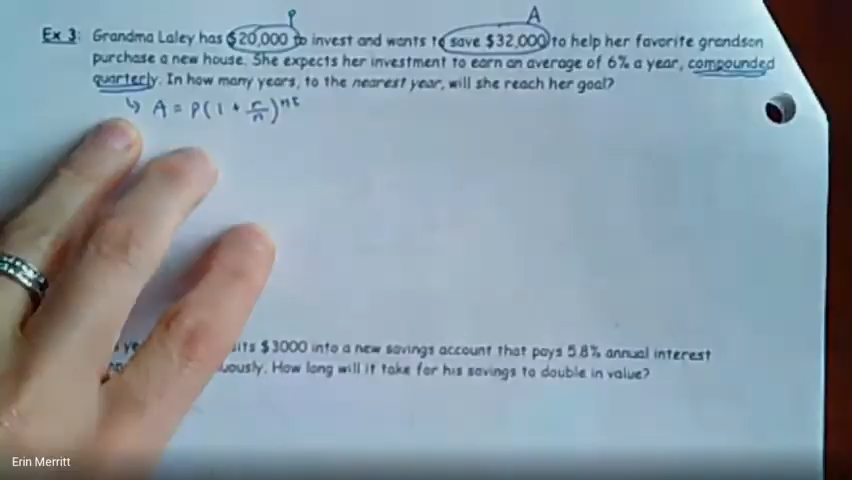 P A
Ex 3: Grandma Laley has $20,000 to invest and wants to save $32,000 to help her favorite grandson
purchase a new house. She expects her investment to earn an average of 6% a year, compounded
quarterly. In how many years, to the nearest year, will she reach her goal?
↳ A = P(1 + r/n)^nt
$3000 into a new savings account that pays 5.8% annual interest
How long will it take for his savings to double in value?
Erin Merritt